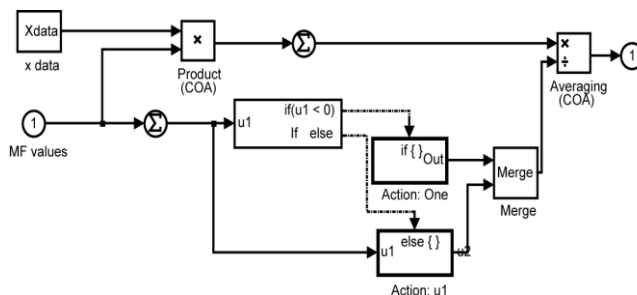 Xdata
x data
×
Product
(COA)
Σ
×
÷
Averaging
(COA)
1
1
MF values
Σ
u1
if(u1 < 0)
If else
if { }
Out
Action: One
Merge
Merge
else { }
u1
u2
Action: u1